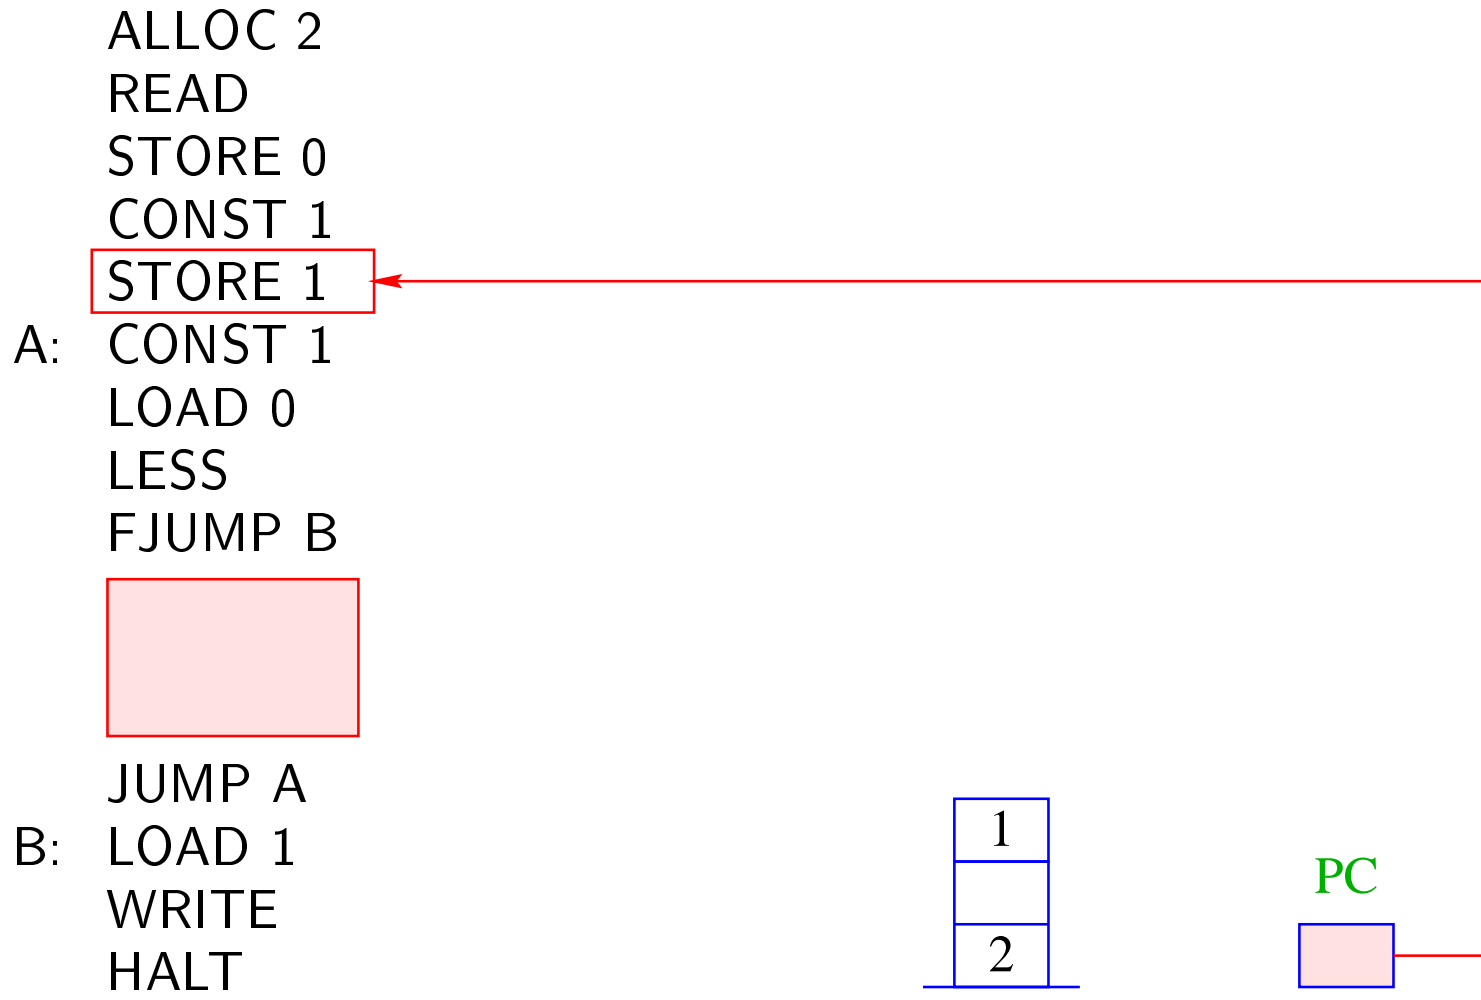 ALLOC 2
READ
STORE 0
CONST 1
STORE 1
A: CONST 1
LOAD 0
LESS
FJUMP B
JUMP A
B: LOAD 1
WRITE
HALT
1
2
PC